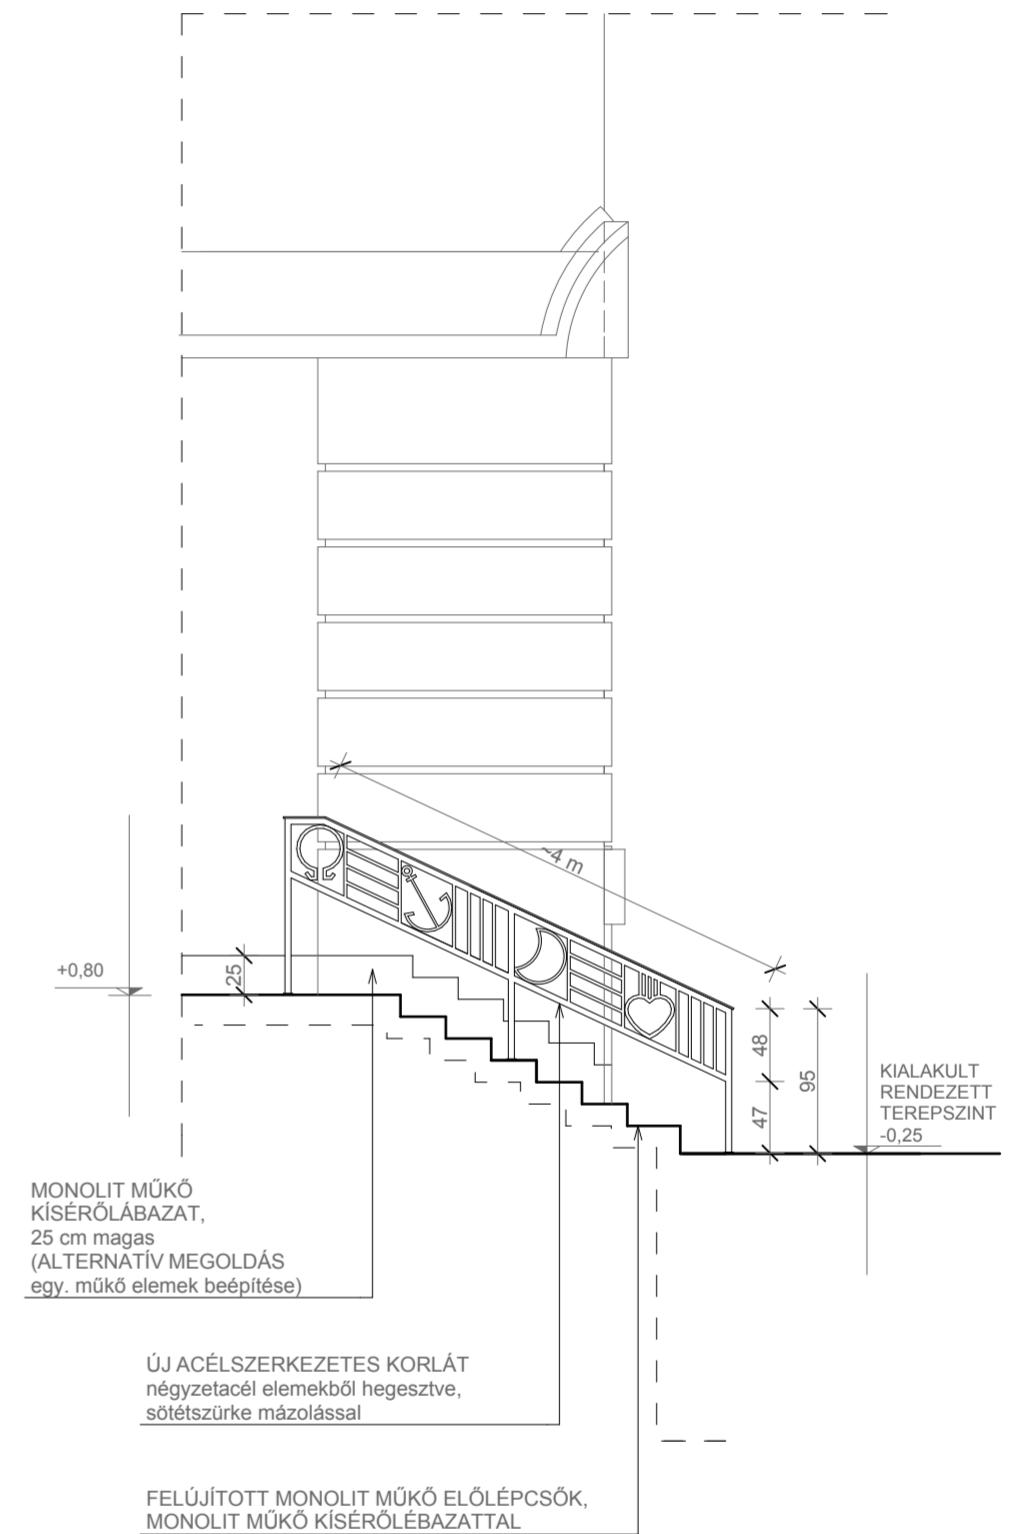 ~4 m
+0,80
25
48
95
47
KIALAKULT
RENDEZETT
TEREPSZINT
-0,25
MONOLIT MŰKŐ
KÍSÉRŐLÁBAZAT,
25 cm magas
(ALTERNATÍV MEGOLDÁS
egy. műkő elemek beépítése)
ÚJ ACÉLSZERKEZETES KORLÁT
négyzetacél elemekből hegesztve,
sötétszürke mázolással
FELÚJÍTOTT MONOLIT MŰKŐ ELŐLÉPCSŐK,
MONOLIT MŰKŐ KÍSÉRŐLÉBAZATTAL